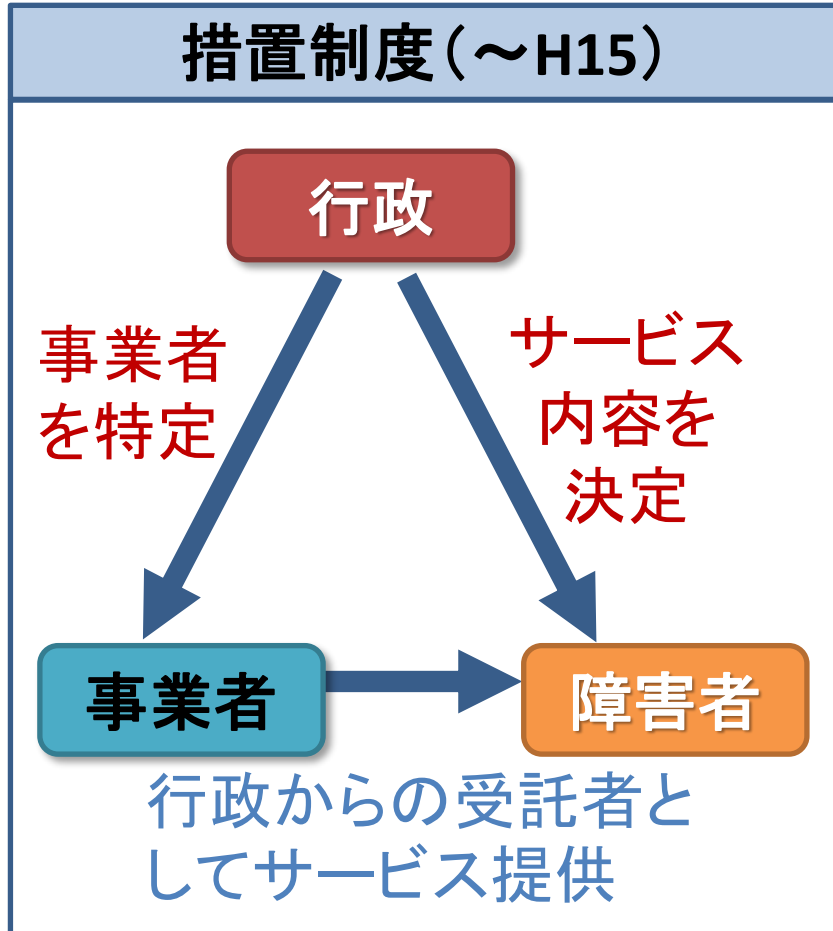 措置制度(～H15)
行政
事業者
を特定
サービス
内容を
決定
事業者
障害者
行政からの受託者と
してサービス提供